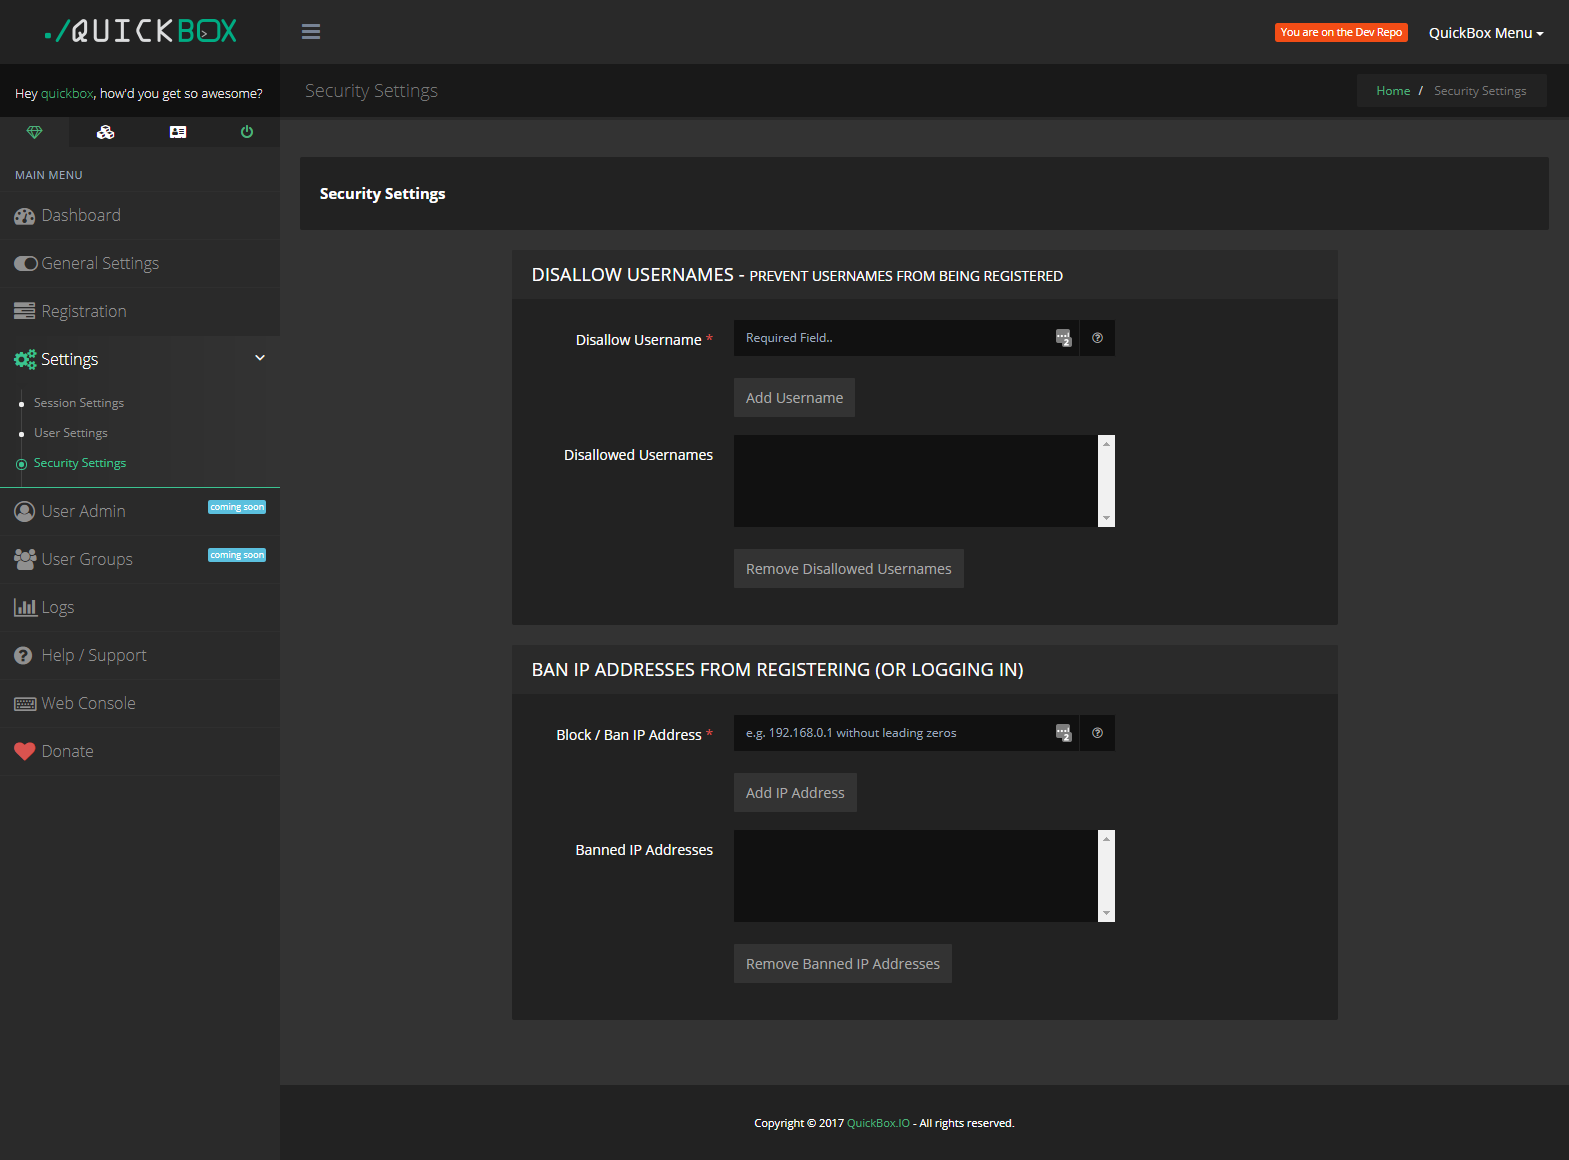 ./QUICKBOX
You are on the Dev Repo
QuickBox Menu
Hey quickbox, how'd you get so awesome?
Security Settings
Home / Security Settings
MAIN MENU
Dashboard
General Settings
Registration
Settings
Session Settings
User Settings
Security Settings
User Admin
coming soon
User Groups
coming soon
Logs
Help / Support
Web Console
Donate
Security Settings
DISALLOW USERNAMES - PREVENT USERNAMES FROM BEING REGISTERED
Disallow Username *
Required Field..
2
Add Username
Disallowed Usernames
Remove Disallowed Usernames
BAN IP ADDRESSES FROM REGISTERING (OR LOGGING IN)
Block / Ban IP Address *
e.g. 192.168.0.1 without leading zeros
2
Add IP Address
Banned IP Addresses
Remove Banned IP Addresses
Copyright © 2017 QuickBox.IO - All rights reserved.